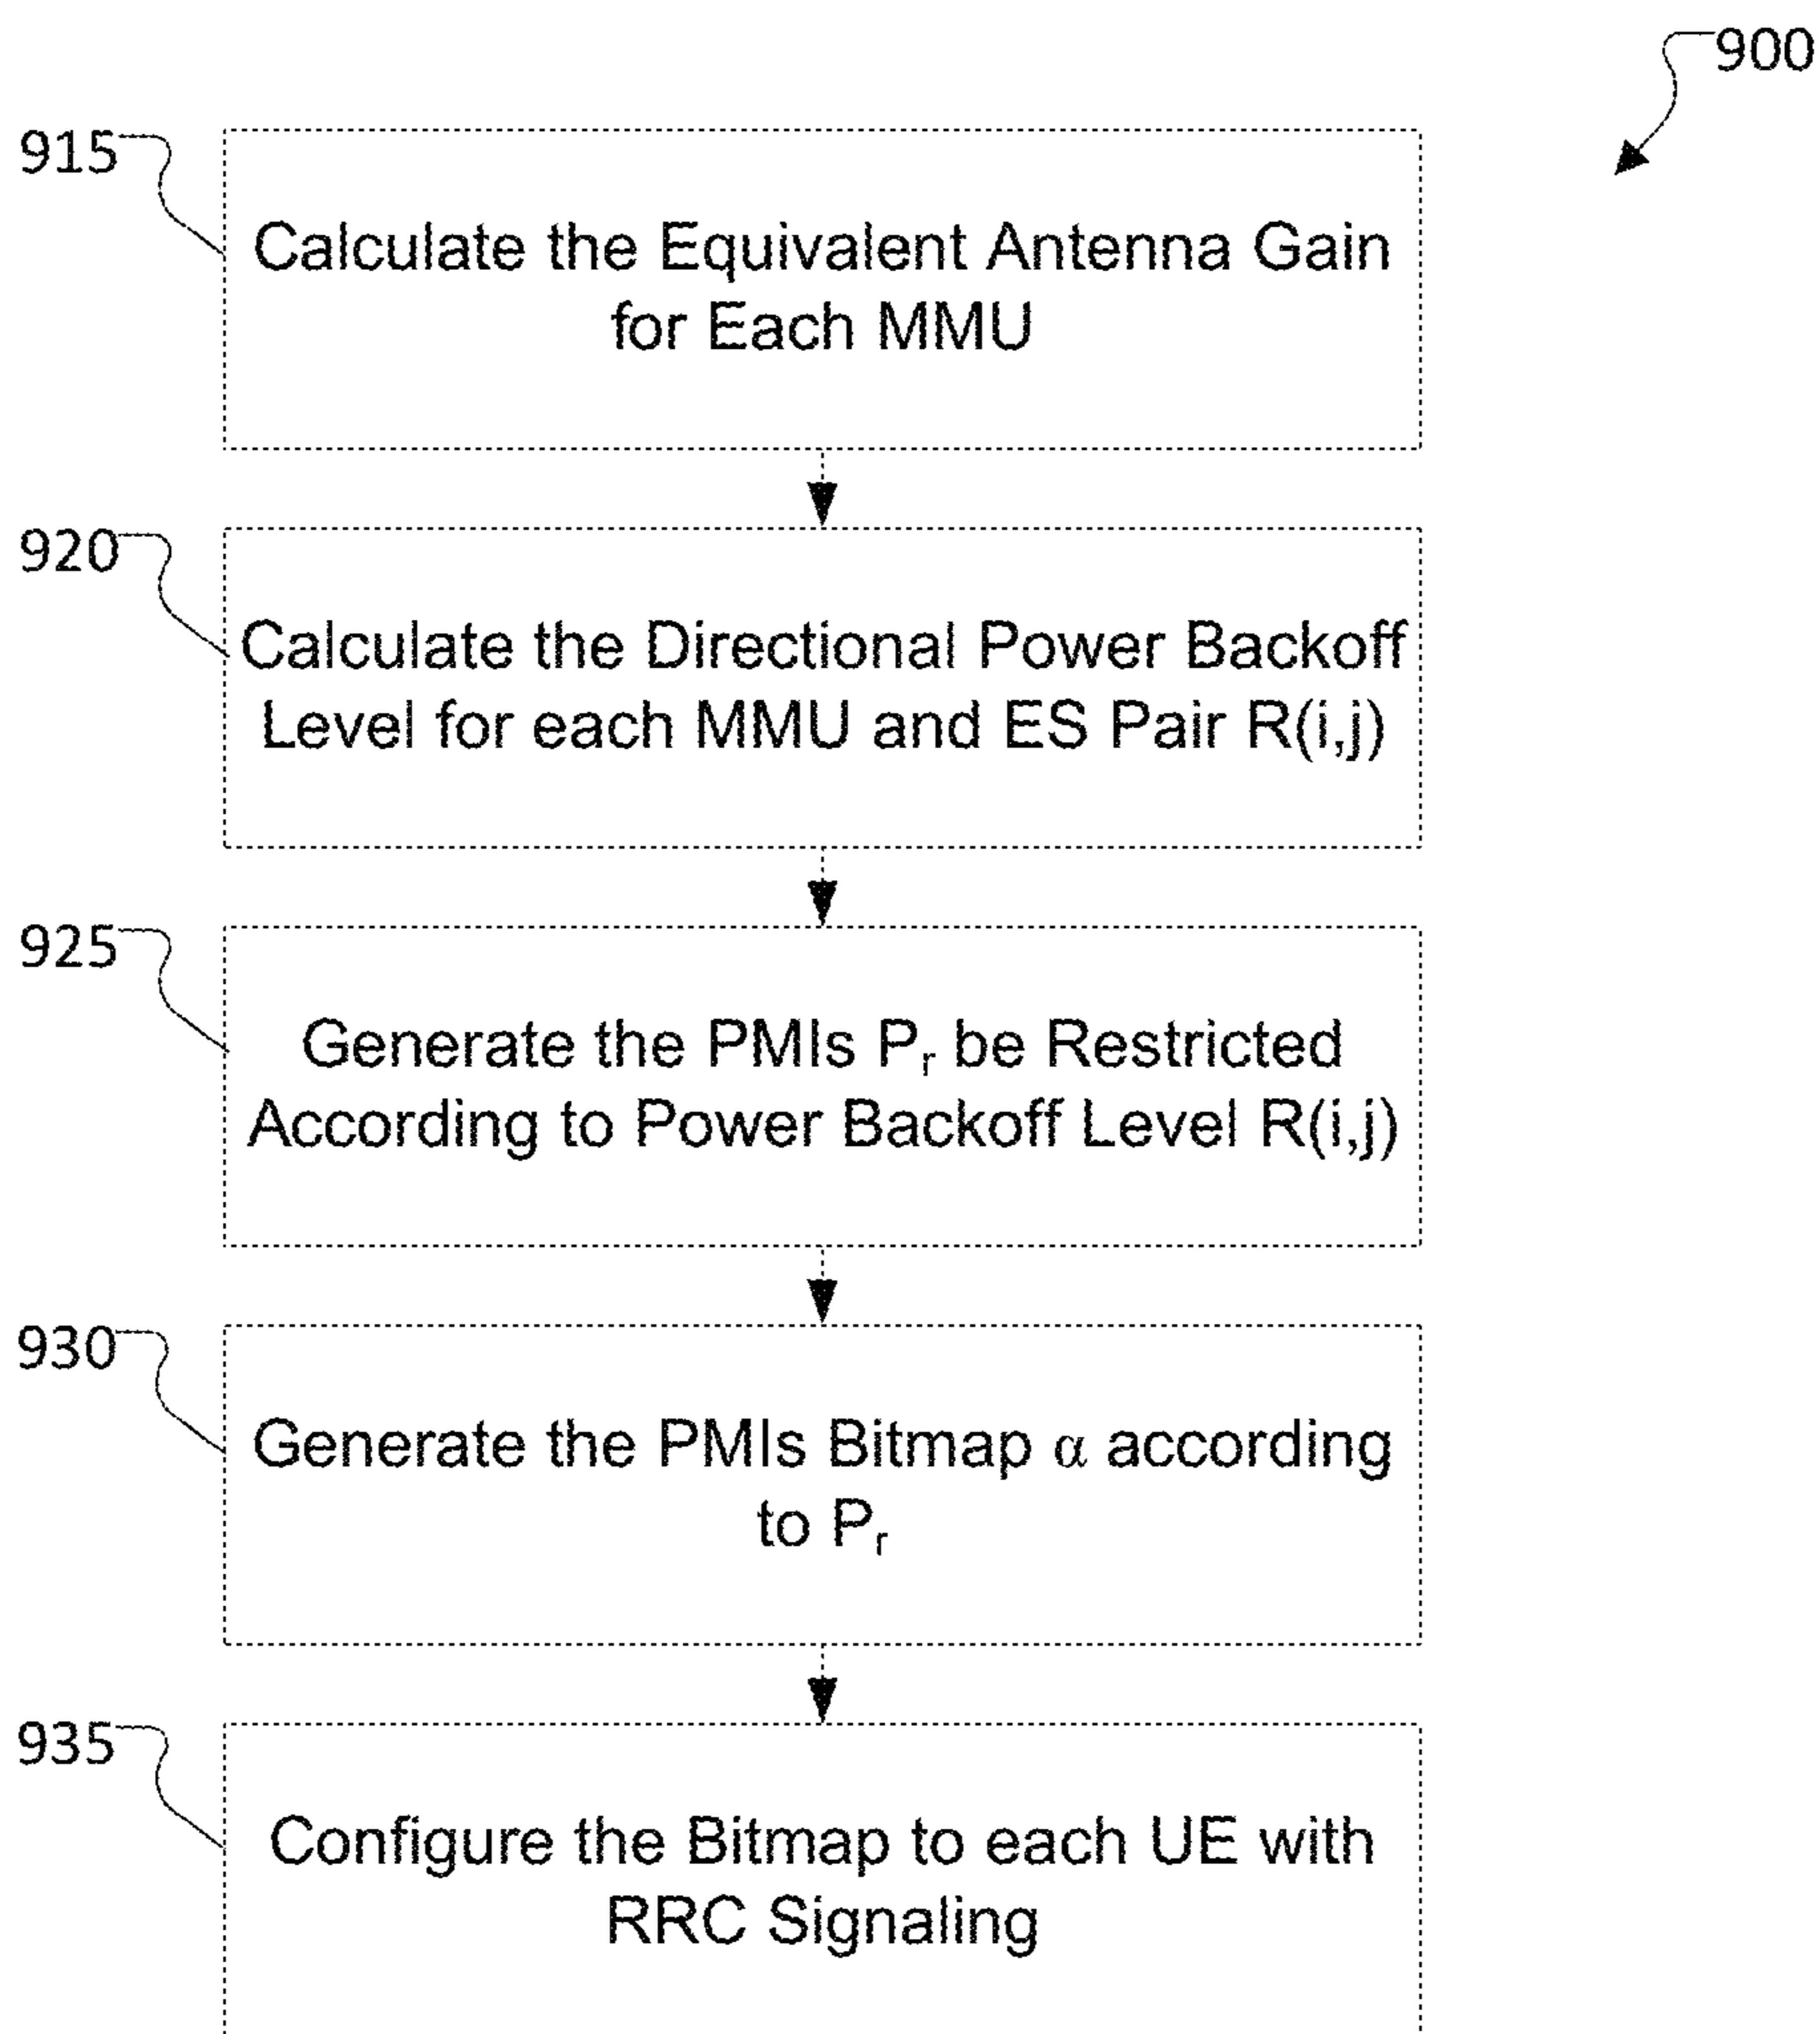 900
915
Calculate the Equivalent Antenna Gain
for Each MMU
920
Calculate the Directional Power Backoff
Level for each MMU and ES Pair R(i,j)
925
Generate the PMIs Pr be Restricted
According to Power Backoff Level R(i,j)
930
Generate the PMIs Bitmap α according
to Pr
935
Configure the Bitmap to each UE with
RRC Signaling